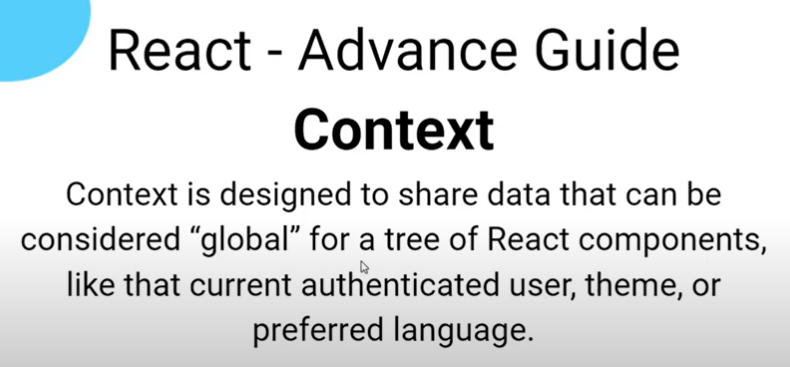 React - Advance Guide
Context
Context is designed to share data that can be
considered “global” for a tree of React components,
like that current authenticated user, theme, or
preferred language.